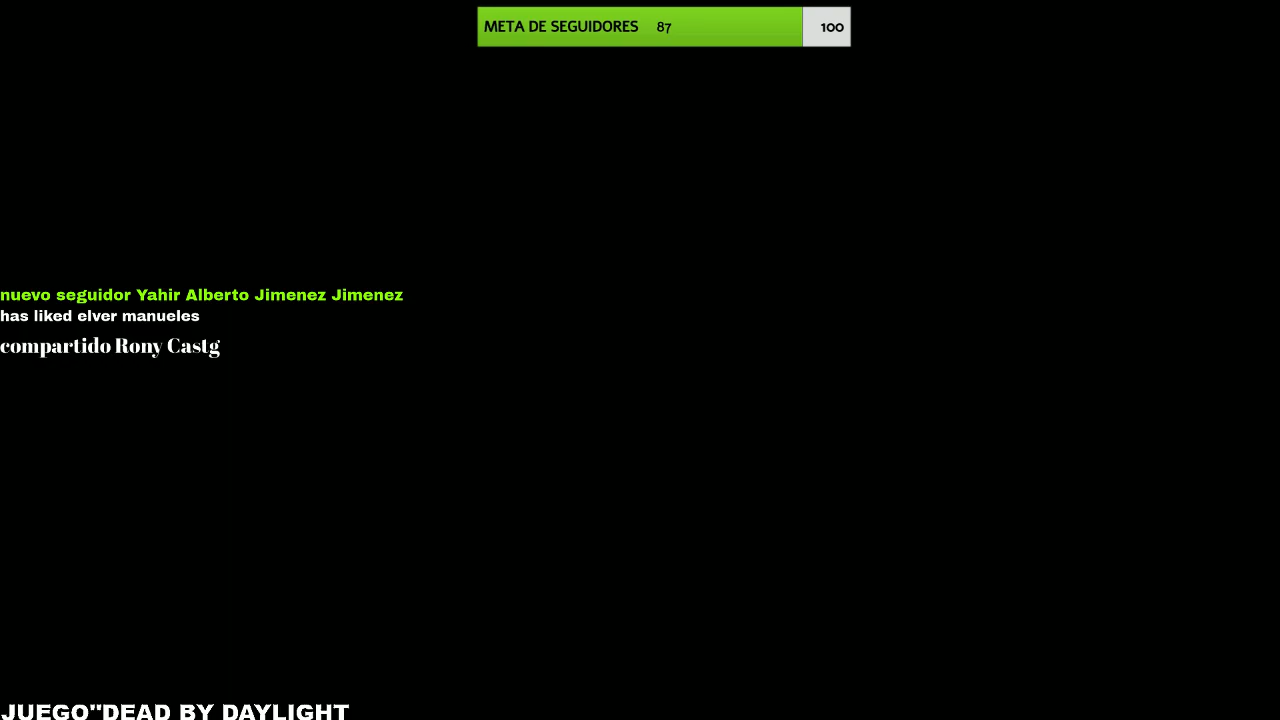 META DE SEGUIDORES 87 100
nuevo seguidor Yahir Alberto Jimenez Jimenez
has liked elver manueles
compartido Rony Castg
JUEGO"DEAD BY DAYLIGHT